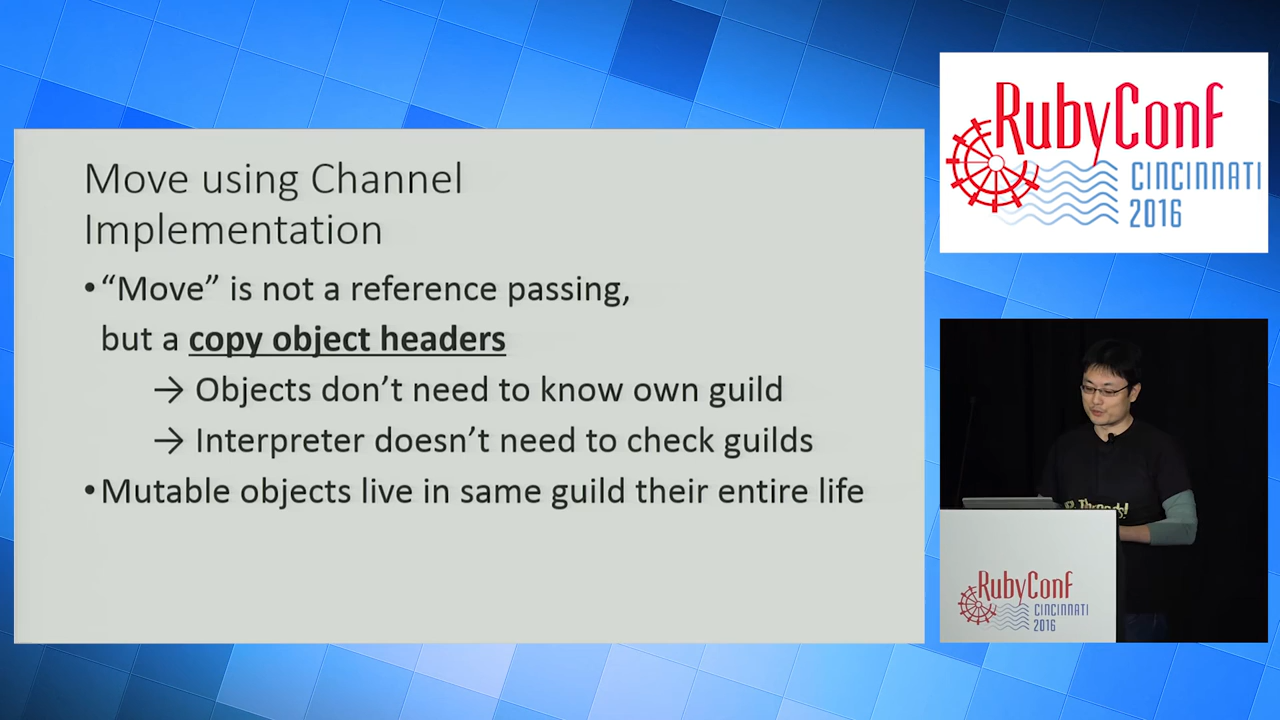 Move using Channel
Implementation
•“Move” is not a reference passing,
but a copy object headers
→ Objects don’t need to know own guild
→ Interpreter doesn’t need to check guilds
•Mutable objects live in same guild their entire life
RubyConf
CINCINNATI
2016
Threads!
RubyConf
CINCINNATI
2016